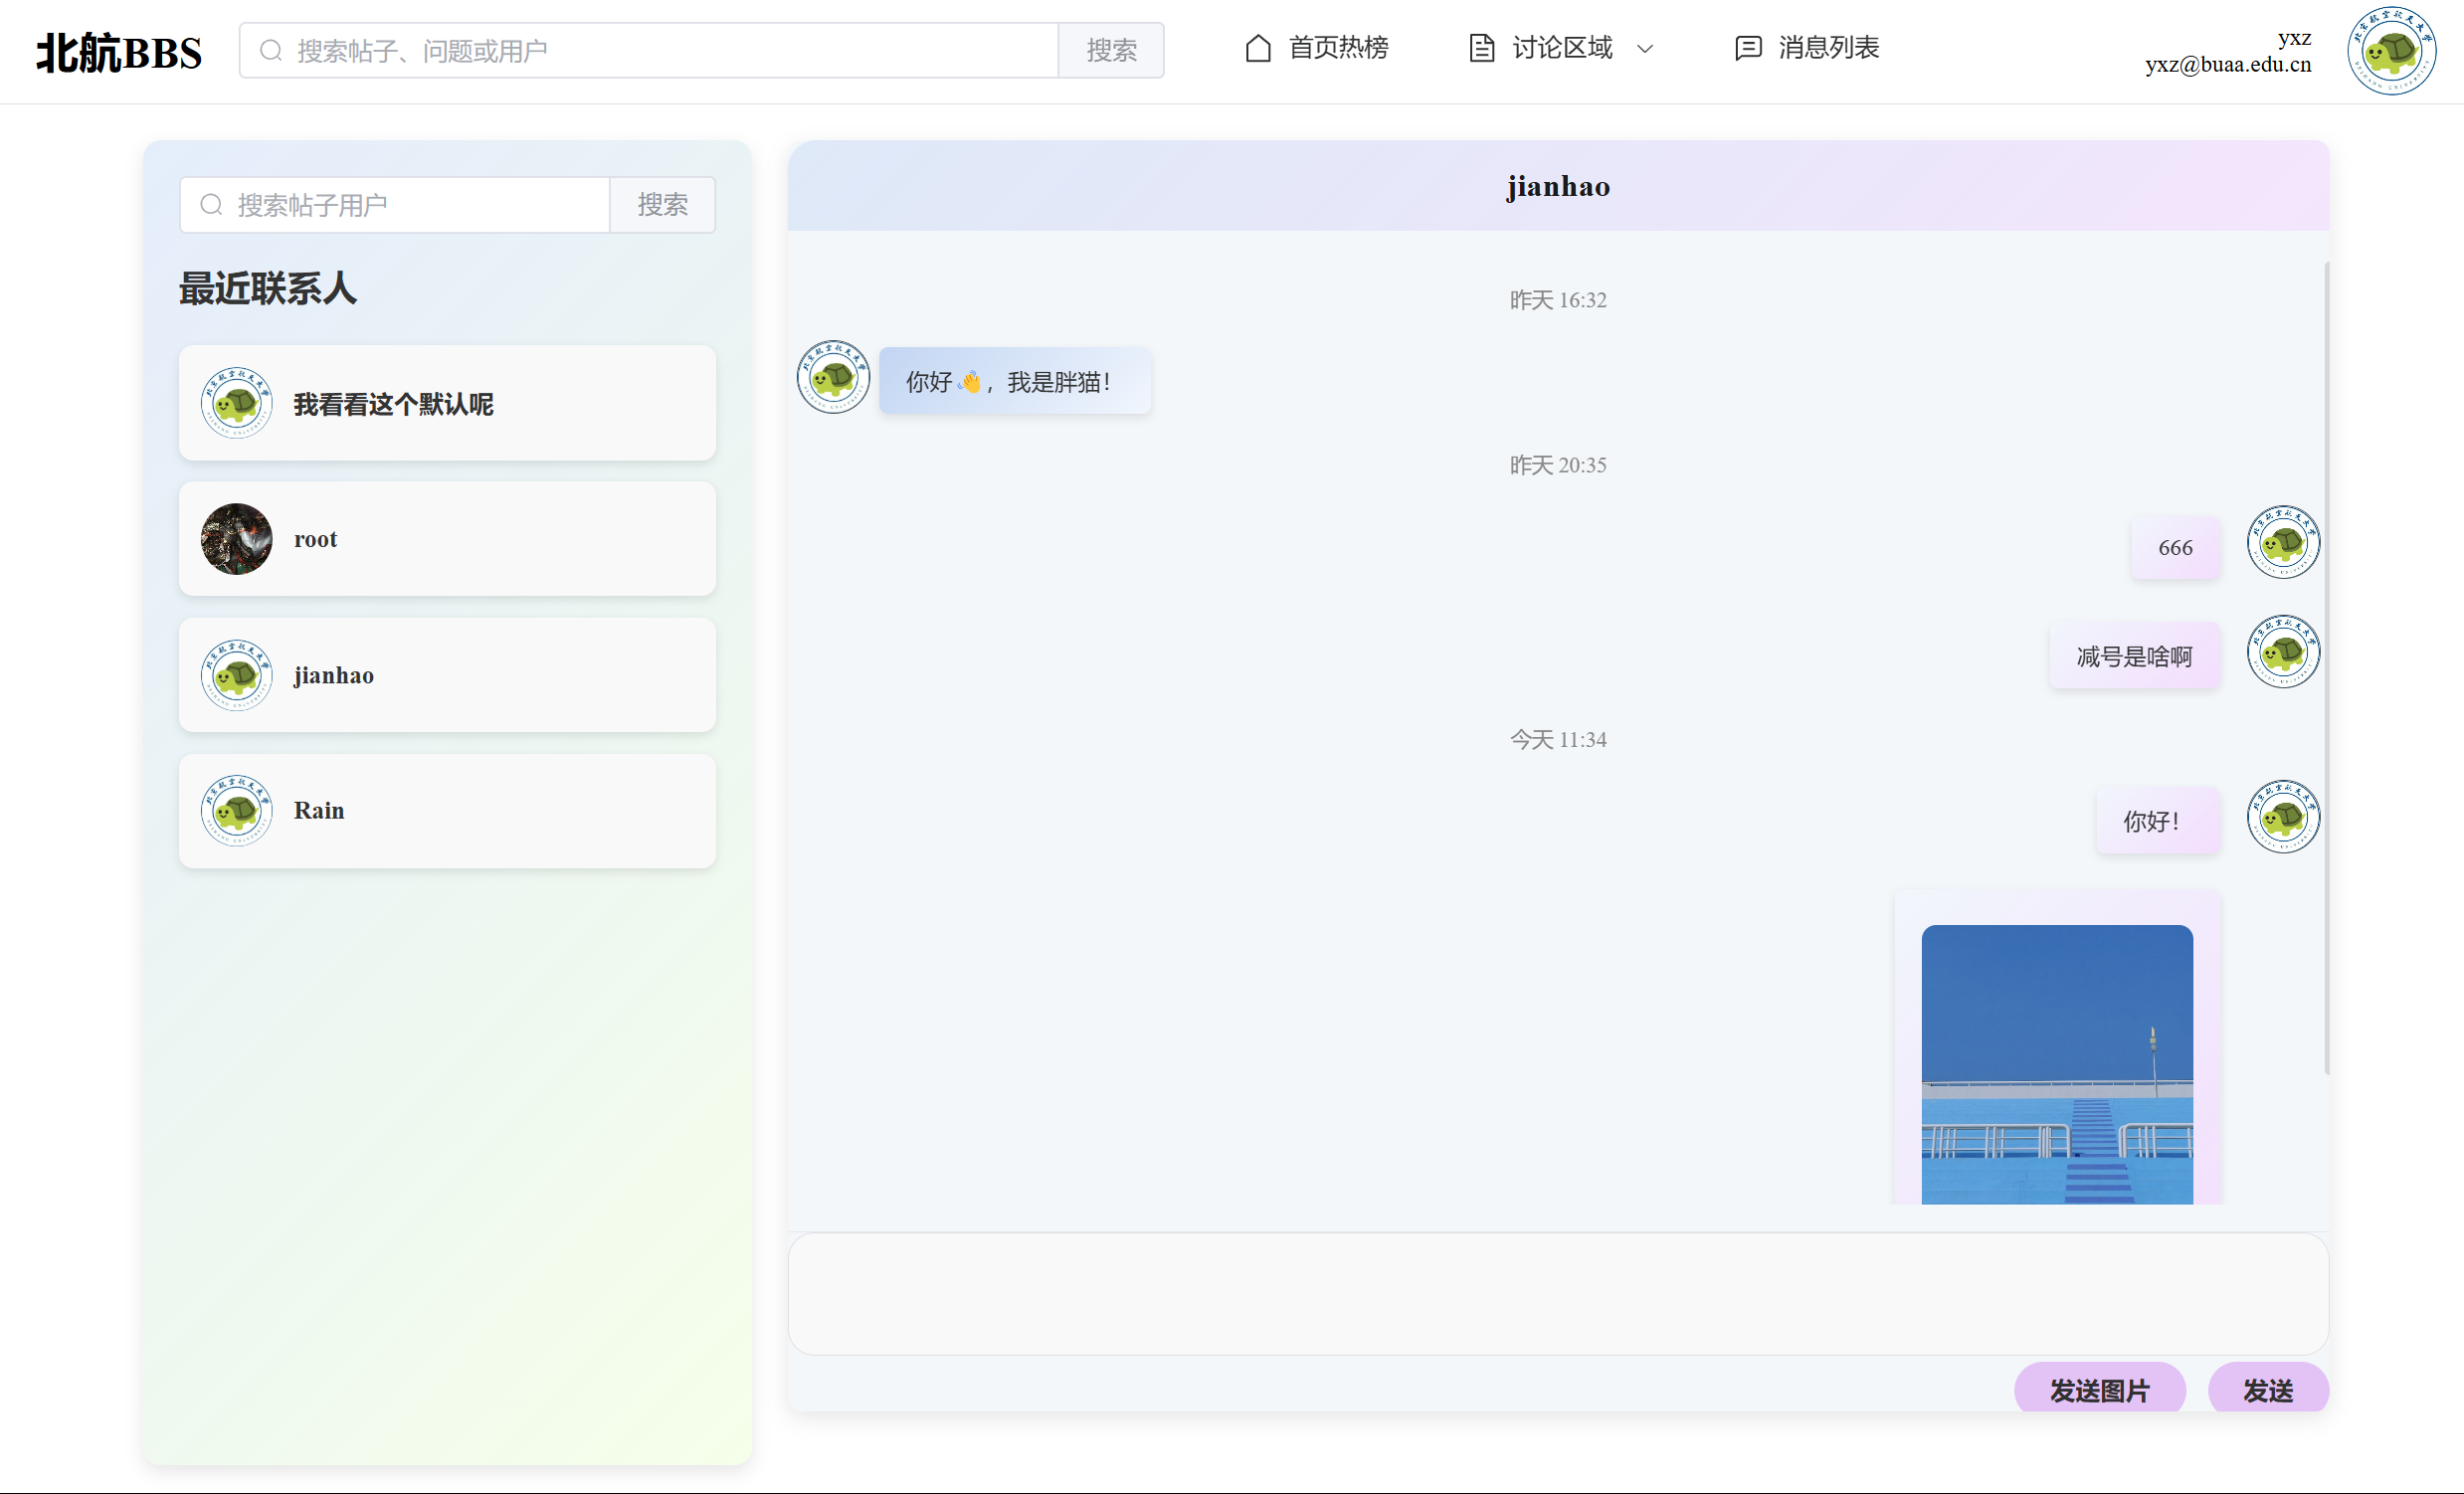 北航BBS
搜索帖子、问题或用户
搜索
首页热榜
讨论区域
消息列表
yxz
yxz@buaa.edu.cn
搜索帖子用户
搜索
最近联系人
我看看这个默认呢
root
jianhao
Rain
jianhao
昨天 16:32
你好👋，我是胖猫！
昨天 20:35
666
减号是啥啊
今天 11:34
你好！
发送图片
发送